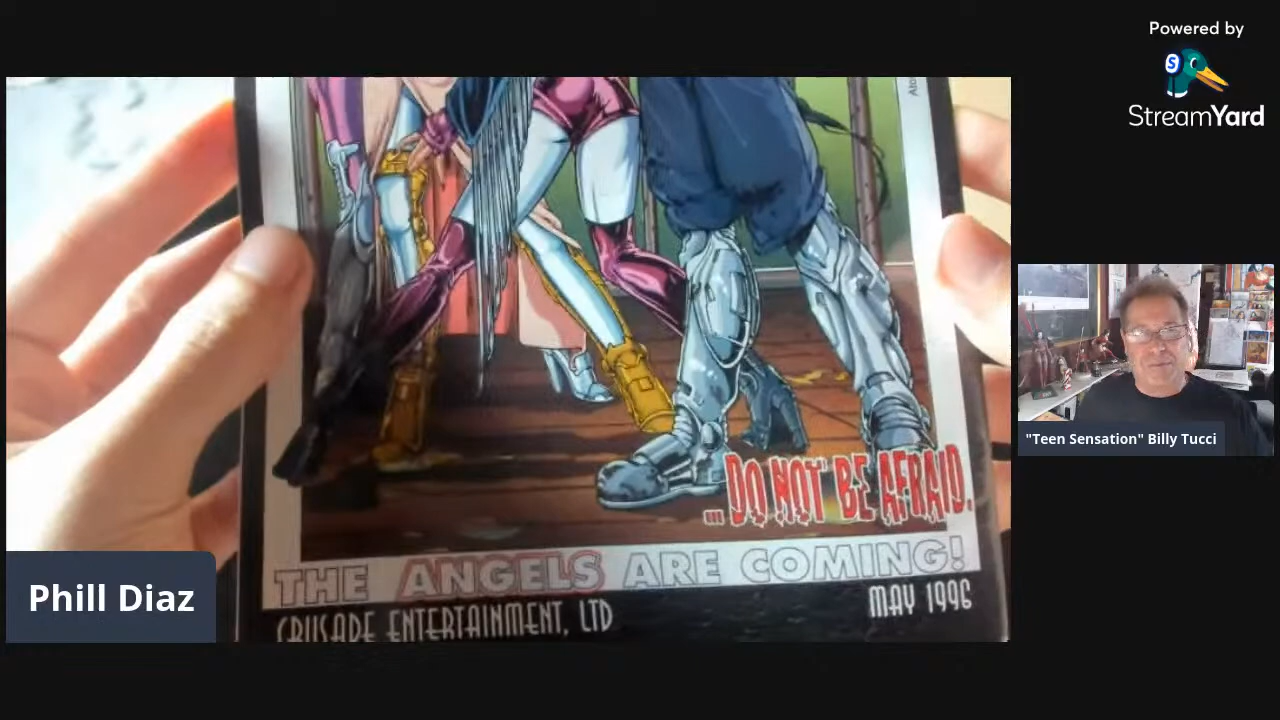 Powered by
StreamYard
...DO NOT BE AFRAID.
THE ANGELS ARE COMING!
CRUSADE ENTERTAINMENT, LTD
MAY 1996
Phill Diaz
"Teen Sensation" Billy Tucci